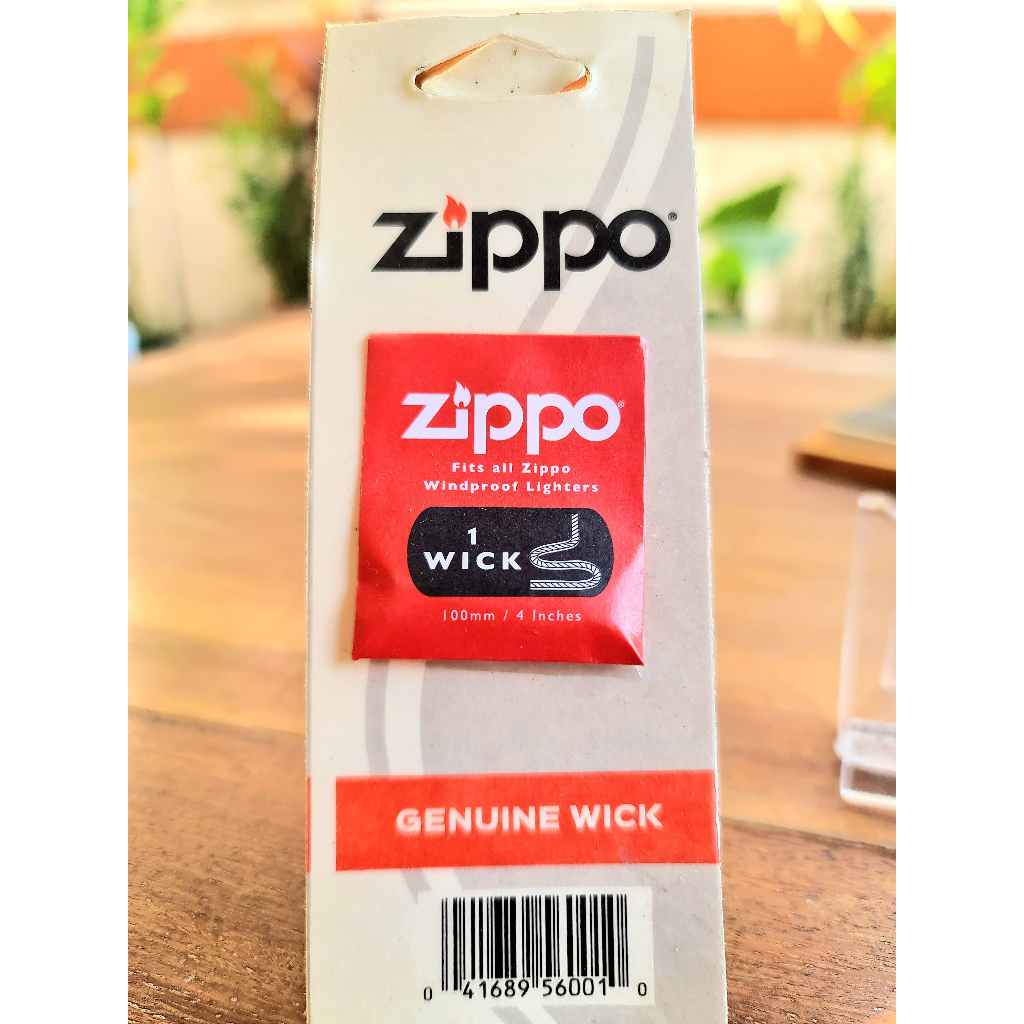 zippo®
zippo®
Fits all Zippo
Windproof Lighters
1
WICK
100mm / 4 Inches
GENUINE WICK
0 41689 56001 0